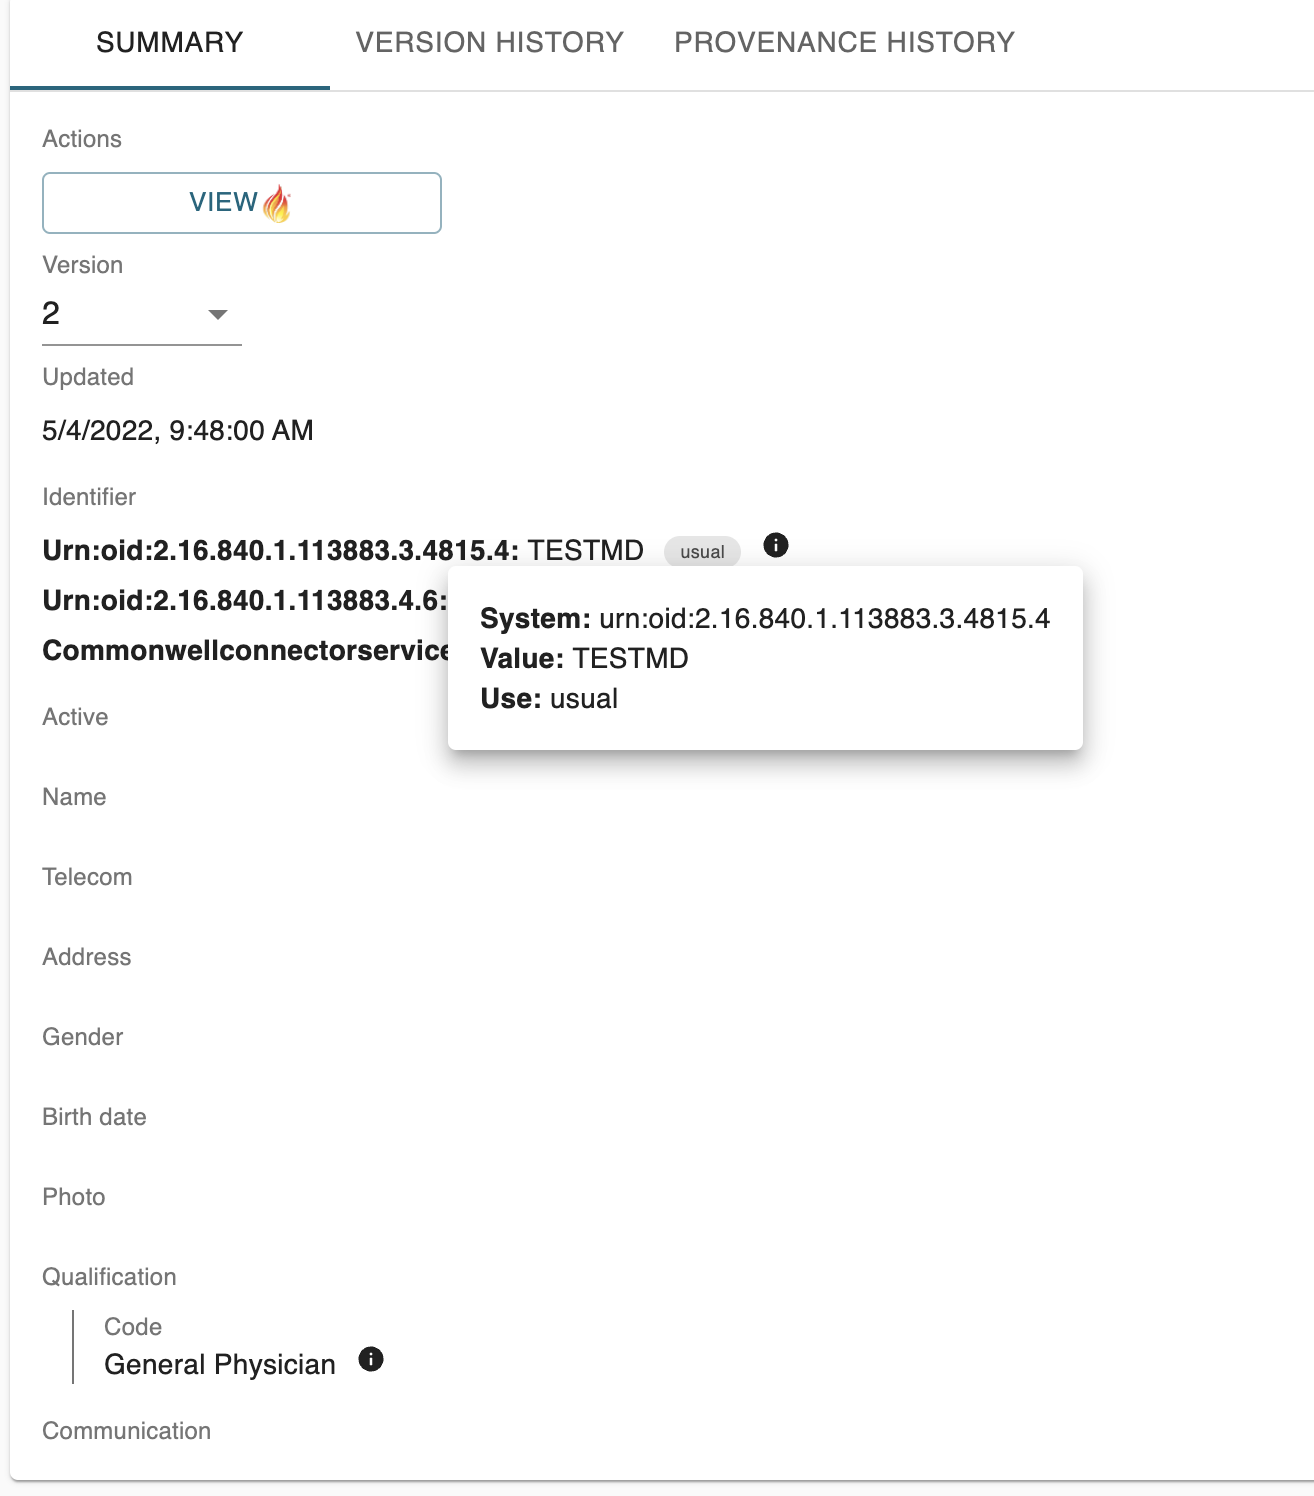 SUMMARY VERSION HISTORY PROVENANCE HISTORY
Actions
VIEW
Version
2
Updated
5/4/2022, 9:48:00 AM
Identifier
Urn:oid:2.16.840.1.113883.3.4815.4: TESTMD usual
Urn:oid:2.16.840.1.113883.4.6:
Commonwellconnectorservice
System: urn:oid:2.16.840.1.113883.3.4815.4
Value: TESTMD
Use: usual
Active
Name
Telecom
Address
Gender
Birth date
Photo
Qualification
Code
General Physician
Communication